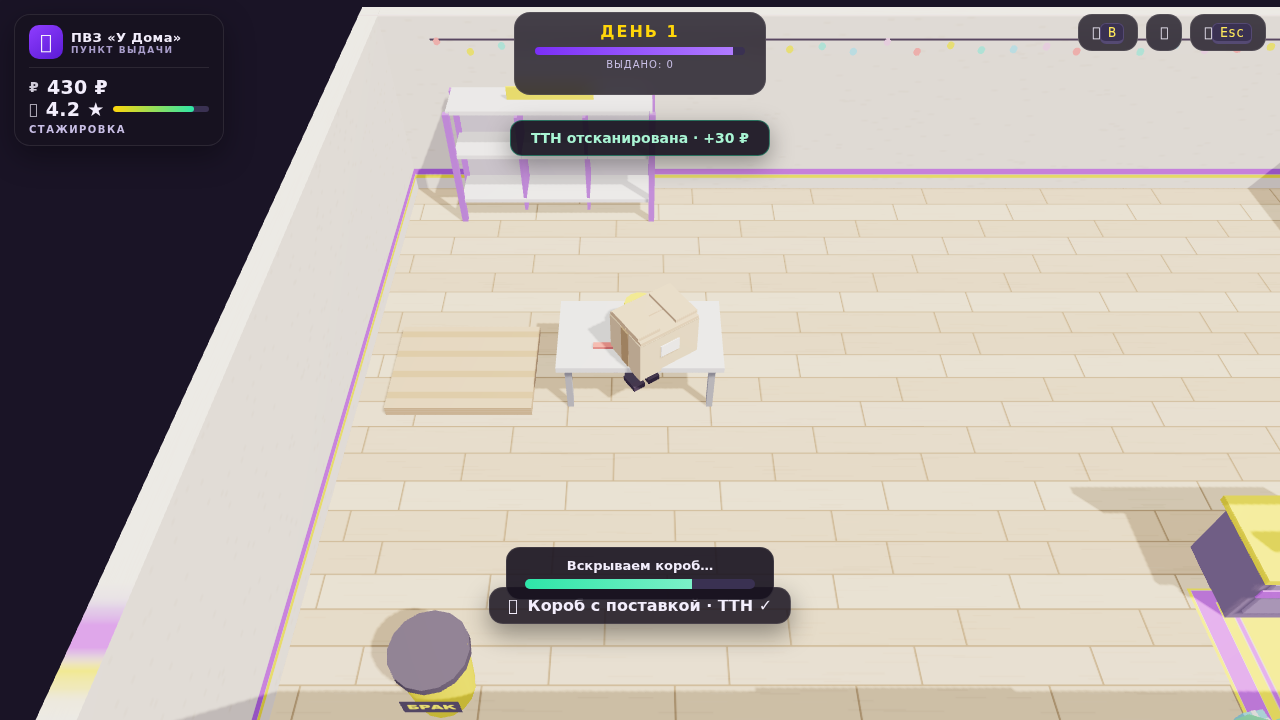 ПВЗ «У Дома»
ПУНКТ ВЫДАЧИ
₽ 430 ₽
4.2 ★
СТАЖИРОВКА
ДЕНЬ 1
ВЫДАНО: 0
B
Esc
ТТН отсканирована · +30 ₽
Вскрываем короб…
Короб с поставкой · ТТН ✓
БРАК